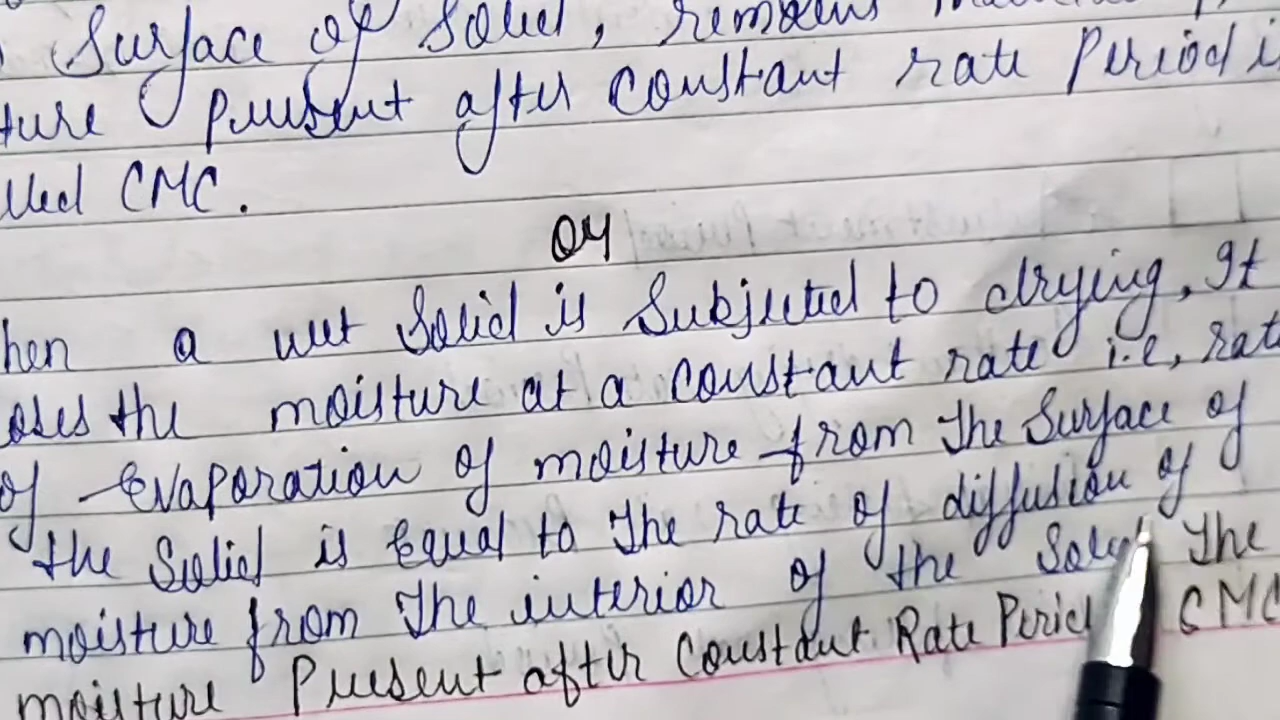 Surface of solid, remains
ture present after constant rate Period i
lled CMC.
or
hen a wet Solid is Subjected to drying, It
oses the moisture at a constant rate i.e, rat
of Evaporation of moisture from the Surface of
the Solid is Equal to the rate of diffusion of
moisture from the interior of the Solid The
moisture Present after Constant Rate Period CMC